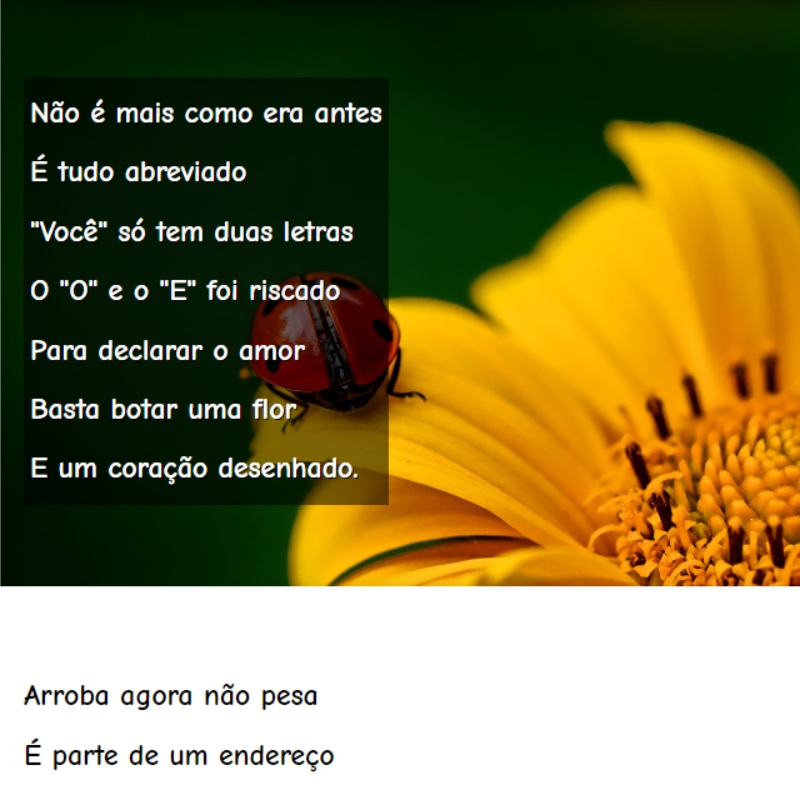 Não é mais como era antes
É tudo abreviado
"Você" só tem duas letras
O "O" e o "E" foi riscado
Para declarar o amor
Basta botar uma flor
E um coração desenhado.
Arroba agora não pesa
É parte de um endereço